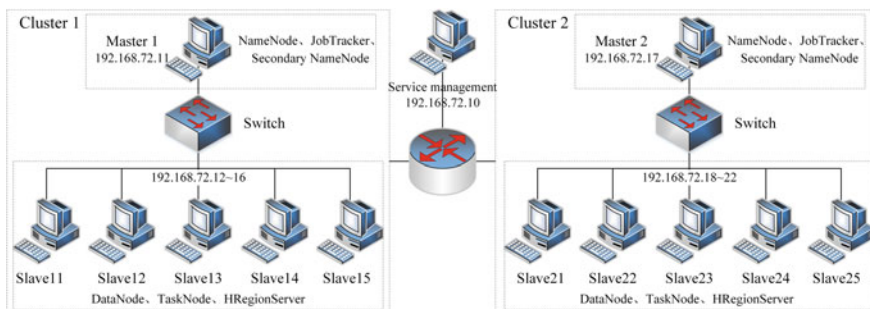 Cluster 1
Master 1
192.168.72.11
NameNode、JobTracker、
Secondary NameNode
Switch
192.168.72.12~16
Slave11
Slave12
Slave13
Slave14
Slave15
DataNode、TaskNode、HRegionServer
Service management
192.168.72.10
Cluster 2
Master 2
192.168.72.17
NameNode、JobTracker、
Secondary NameNode
Switch
192.168.72.18~22
Slave21
Slave22
Slave23
Slave24
Slave25
DataNode、TaskNode、HRegionServer